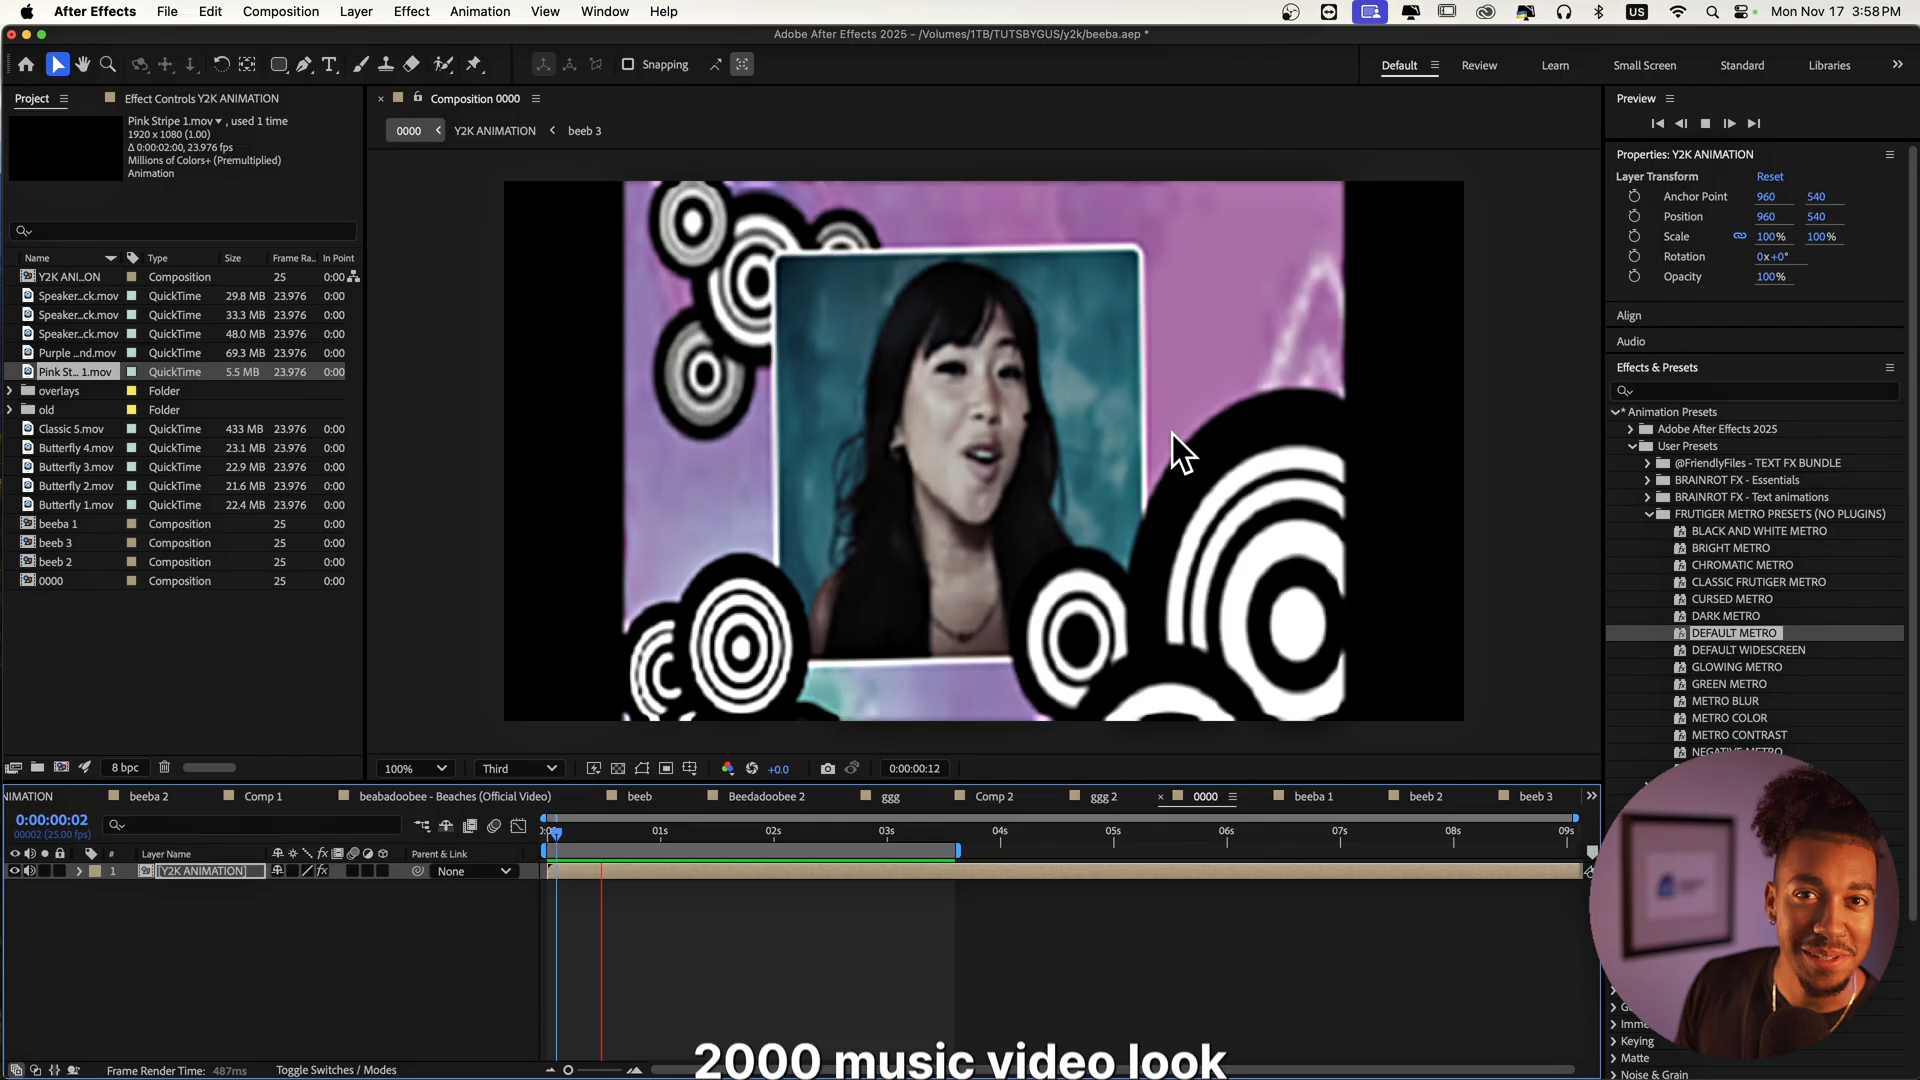 After Effects File Edit Composition Layer Effect Animation View Window Help US Mon Nov 17 3:58 PM
Adobe After Effects 2025 - /Volumes/1TB/TUTSBYGUS/y2k/beeba.aep *
Snapping Default Review Learn Small Screen Standard Libraries
Project Effect Controls Y2K ANIMATION
Pink Stripe 1.mov , used 1 time
1920 x 1080 (1.00)
Δ 0:00:02:00, 23.976 fps
Millions of Colors+ (Premultiplied)
Animation
Name Type Size Frame Ra.. In Point
Y2K ANI...ON Composition 25 0:00
Speaker...ck.mov QuickTime 29.8 MB 23.976 0:00
Speaker...ck.mov QuickTime 33.3 MB 23.976 0:00
Speaker...ck.mov QuickTime 48.0 MB 23.976 0:00
Purple ...nd.mov QuickTime 69.3 MB 23.976 0:00
Pink St... 1.mov QuickTime 5.5 MB 23.976 0:00
overlays Folder
old Folder
Classic 5.mov QuickTime 433 MB 23.976 0:00
Butterfly 4.mov QuickTime 23.1 MB 23.976 0:00
Butterfly 3.mov QuickTime 22.9 MB 23.976 0:00
Butterfly 2.mov QuickTime 21.6 MB 23.976 0:00
Butterfly 1.mov QuickTime 22.4 MB 23.976 0:00
beeba 1 Composition 25 0:00
beeb 3 Composition 25 0:00
beeb 2 Composition 25 0:00
0000 Composition 25 0:00
8 bpc
Composition 0000
0000 Y2K ANIMATION beeb 3
100% Third +0.0 0:00:00:12
Preview
Properties: Y2K ANIMATION
Layer Transform Reset
Anchor Point 960 540
Position 960 540
Scale 100% 100%
Rotation 0x+0°
Opacity 100%
Align
Audio
Effects & Presets
* Animation Presets
Adobe After Effects 2025
User Presets
@FriendlyFiles - TEXT FX BUNDLE
BRAINROT FX - Essentials
BRAINROT FX - Text animations
FRUTIGER METRO PRESETS (NO PLUGINS)
BLACK AND WHITE METRO
BRIGHT METRO
CHROMATIC METRO
CLASSIC FRUTIGER METRO
CURSED METRO
DARK METRO
DEFAULT METRO
DEFAULT WIDESCREEN
GLOWING METRO
GREEN METRO
METRO BLUR
METRO COLOR
METRO CONTRAST
NEGATIVE METRO
Keying
Matte
Noise & Grain
NIMATION beeba 2 Comp 1 beabadoobee - Beaches (Official Video) beeb Beedadoobee 2 ggg Comp 2 ggg 2 0000 beeba 1 beeb 2 beeb 3
0:00:00:02
00002 (25.00 fps)
01s 02s 03s 04s 05s 06s 07s 08s 09s
# Layer Name fx Parent & Link
1 [Y2K ANIMATION] fx None
Frame Render Time: 487ms Toggle Switches / Modes
2000 music video look